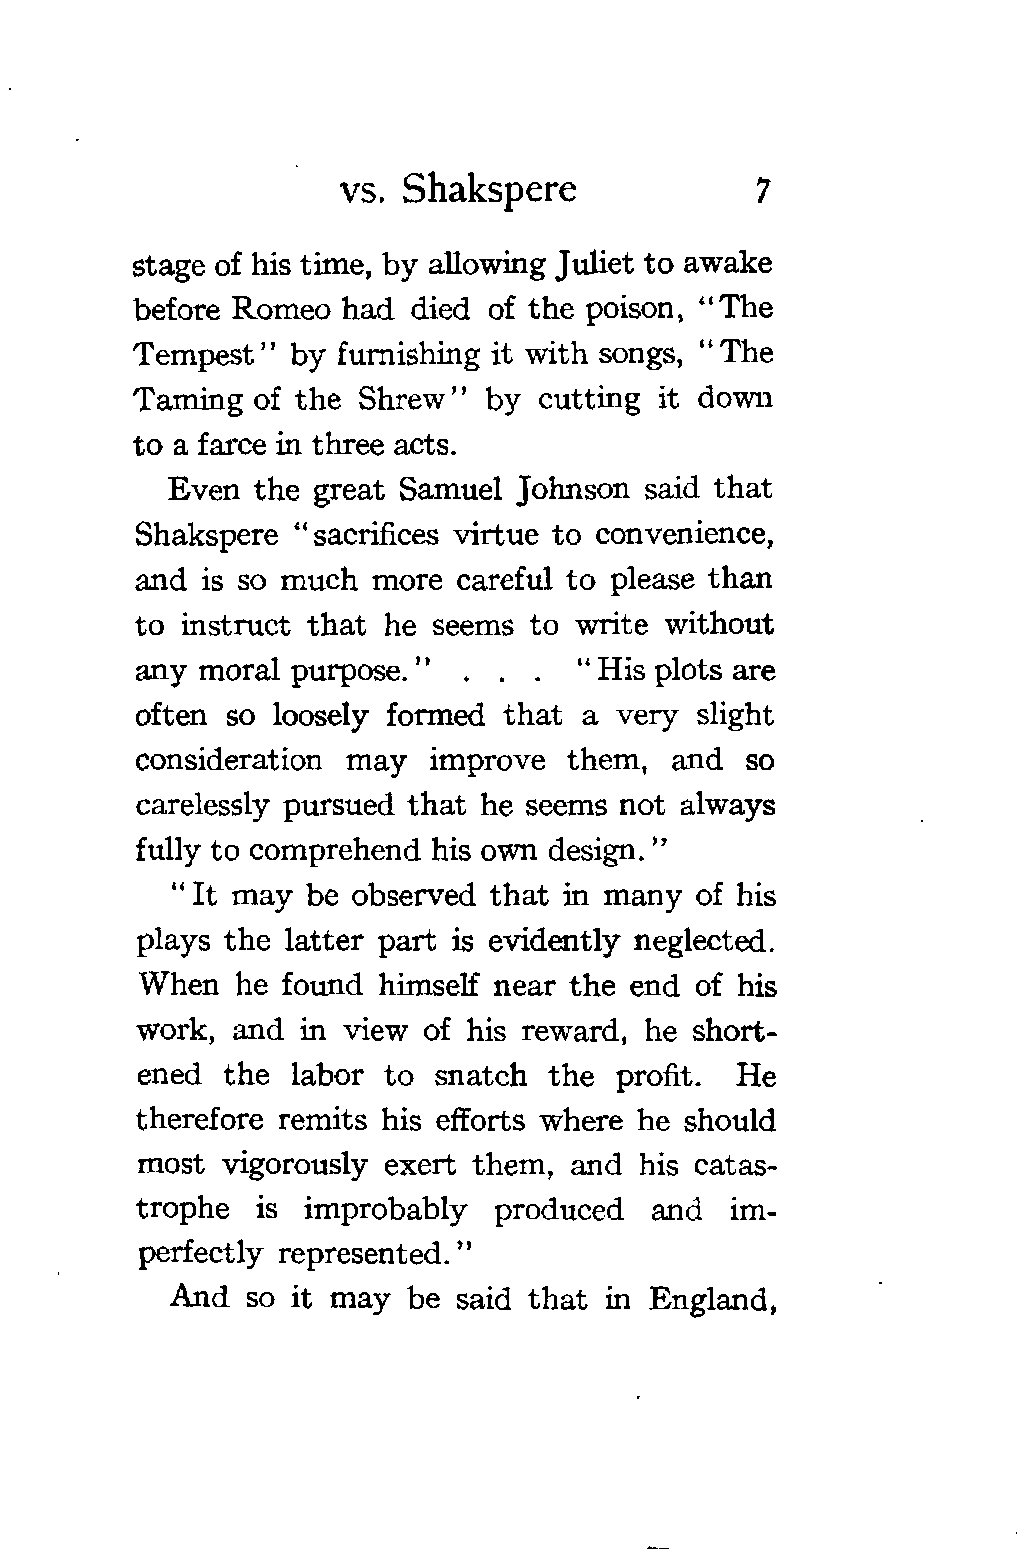 vs. Shakspere 7
stage of his time, by allowing Juliet to awake
before Romeo had died of the poison, "The
Tempest" by furnishing it with songs, "The
Taming of the Shrew" by cutting it down
to a farce in three acts.
Even the great Samuel Johnson said that
Shakspere "sacrifices virtue to convenience,
and is so much more careful to please than
to instruct that he seems to write without
any moral purpose." . . . "His plots are
often so loosely formed that a very slight
consideration may improve them, and so
carelessly pursued that he seems not always
fully to comprehend his own design."
"It may be observed that in many of his
plays the latter part is evidently neglected.
When he found himself near the end of his
work, and in view of his reward, he short-
ened the labor to snatch the profit. He
therefore remits his efforts where he should
most vigorously exert them, and his catas-
trophe is improbably produced and im-
perfectly represented."
And so it may be said that in England,